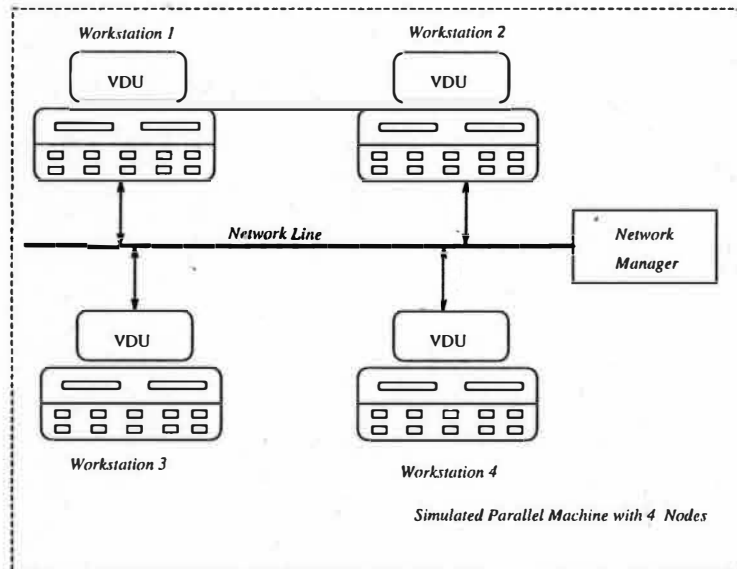 Workstation 1
Workstation 2
VDU
VDU
Network Line
Network
Manager
VDU
VDU
Workstation 3
Workstation 4
Simulated Parallel Machine with 4 Nodes